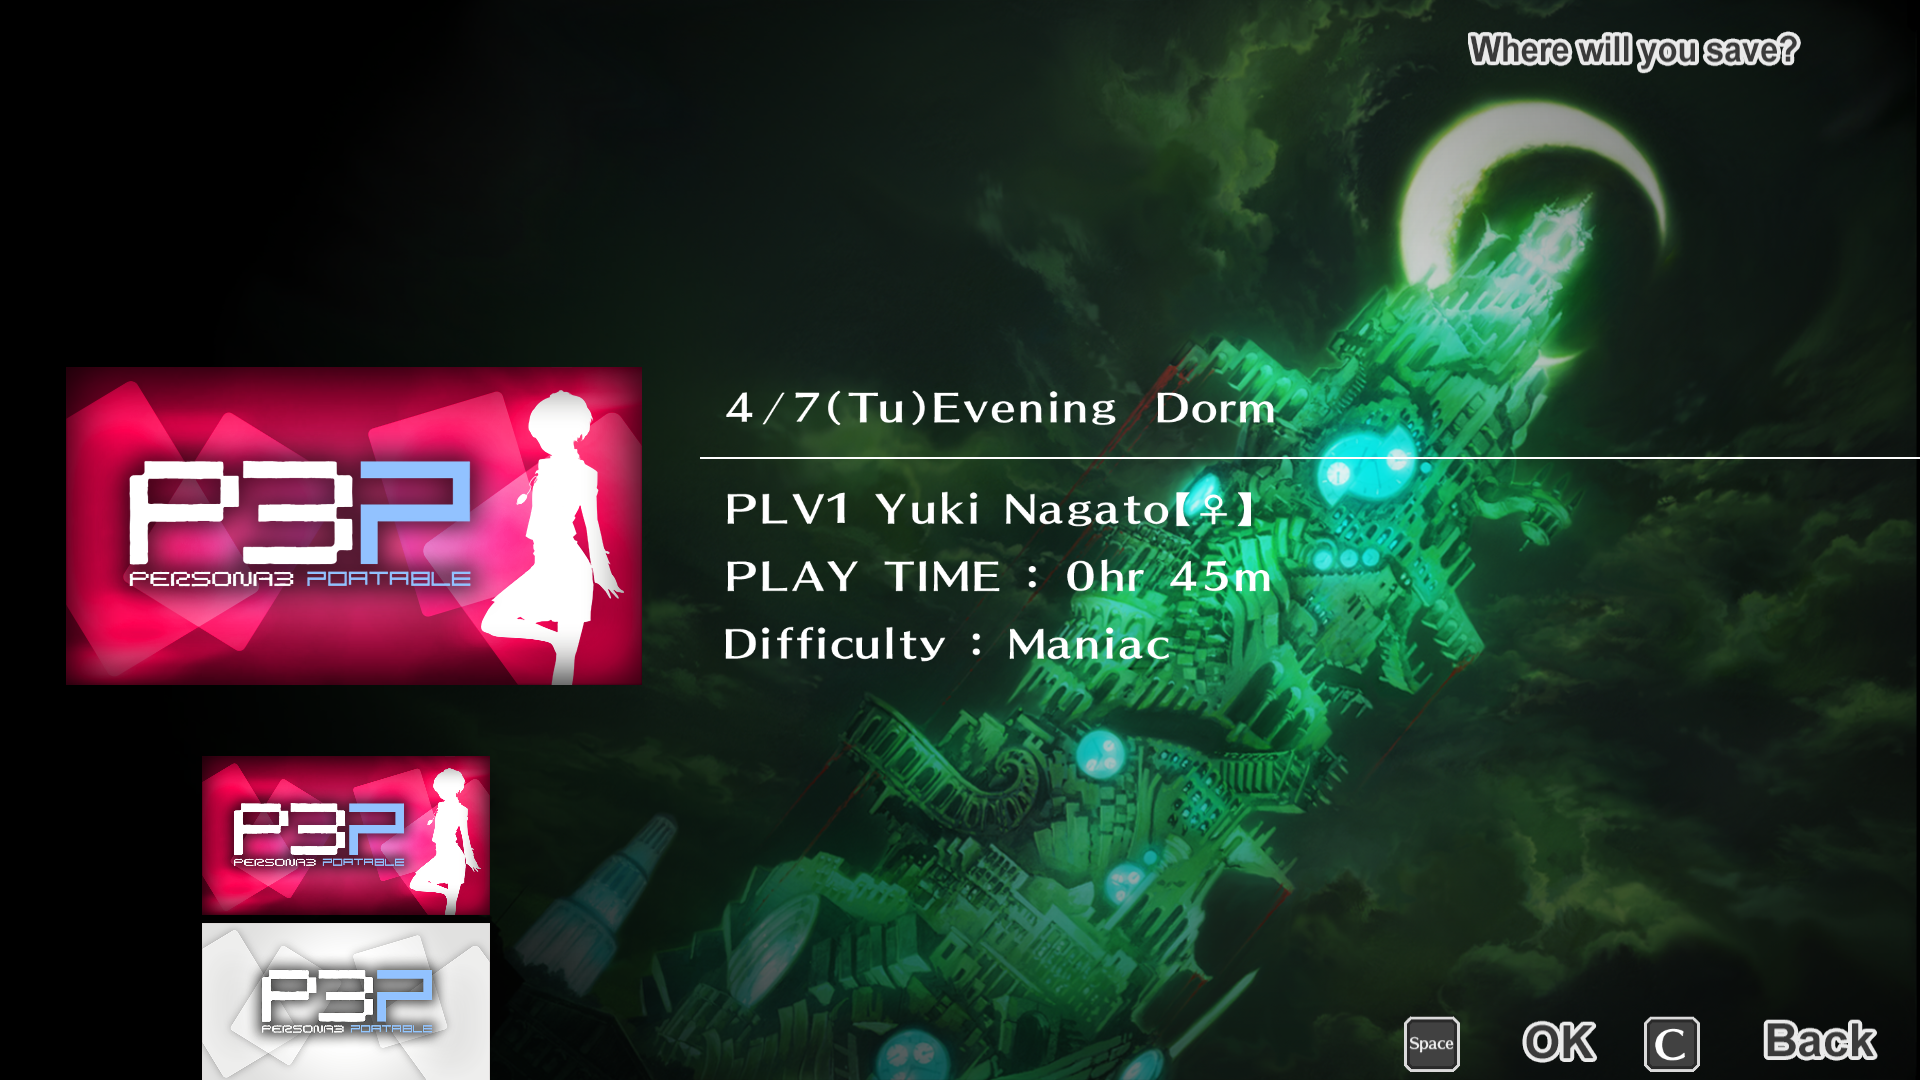 Where will you save?
4/7(Tu)Evening Dorm
PLV1 Yuki Nagato【♀】
PLAY TIME : 0hr 45m
Difficulty : Maniac
P3P
PERSONA3 PORTABLE
P3P
PERSONA3 PORTABLE
P3P
PERSONA3 PORTABLE
Space OK C Back